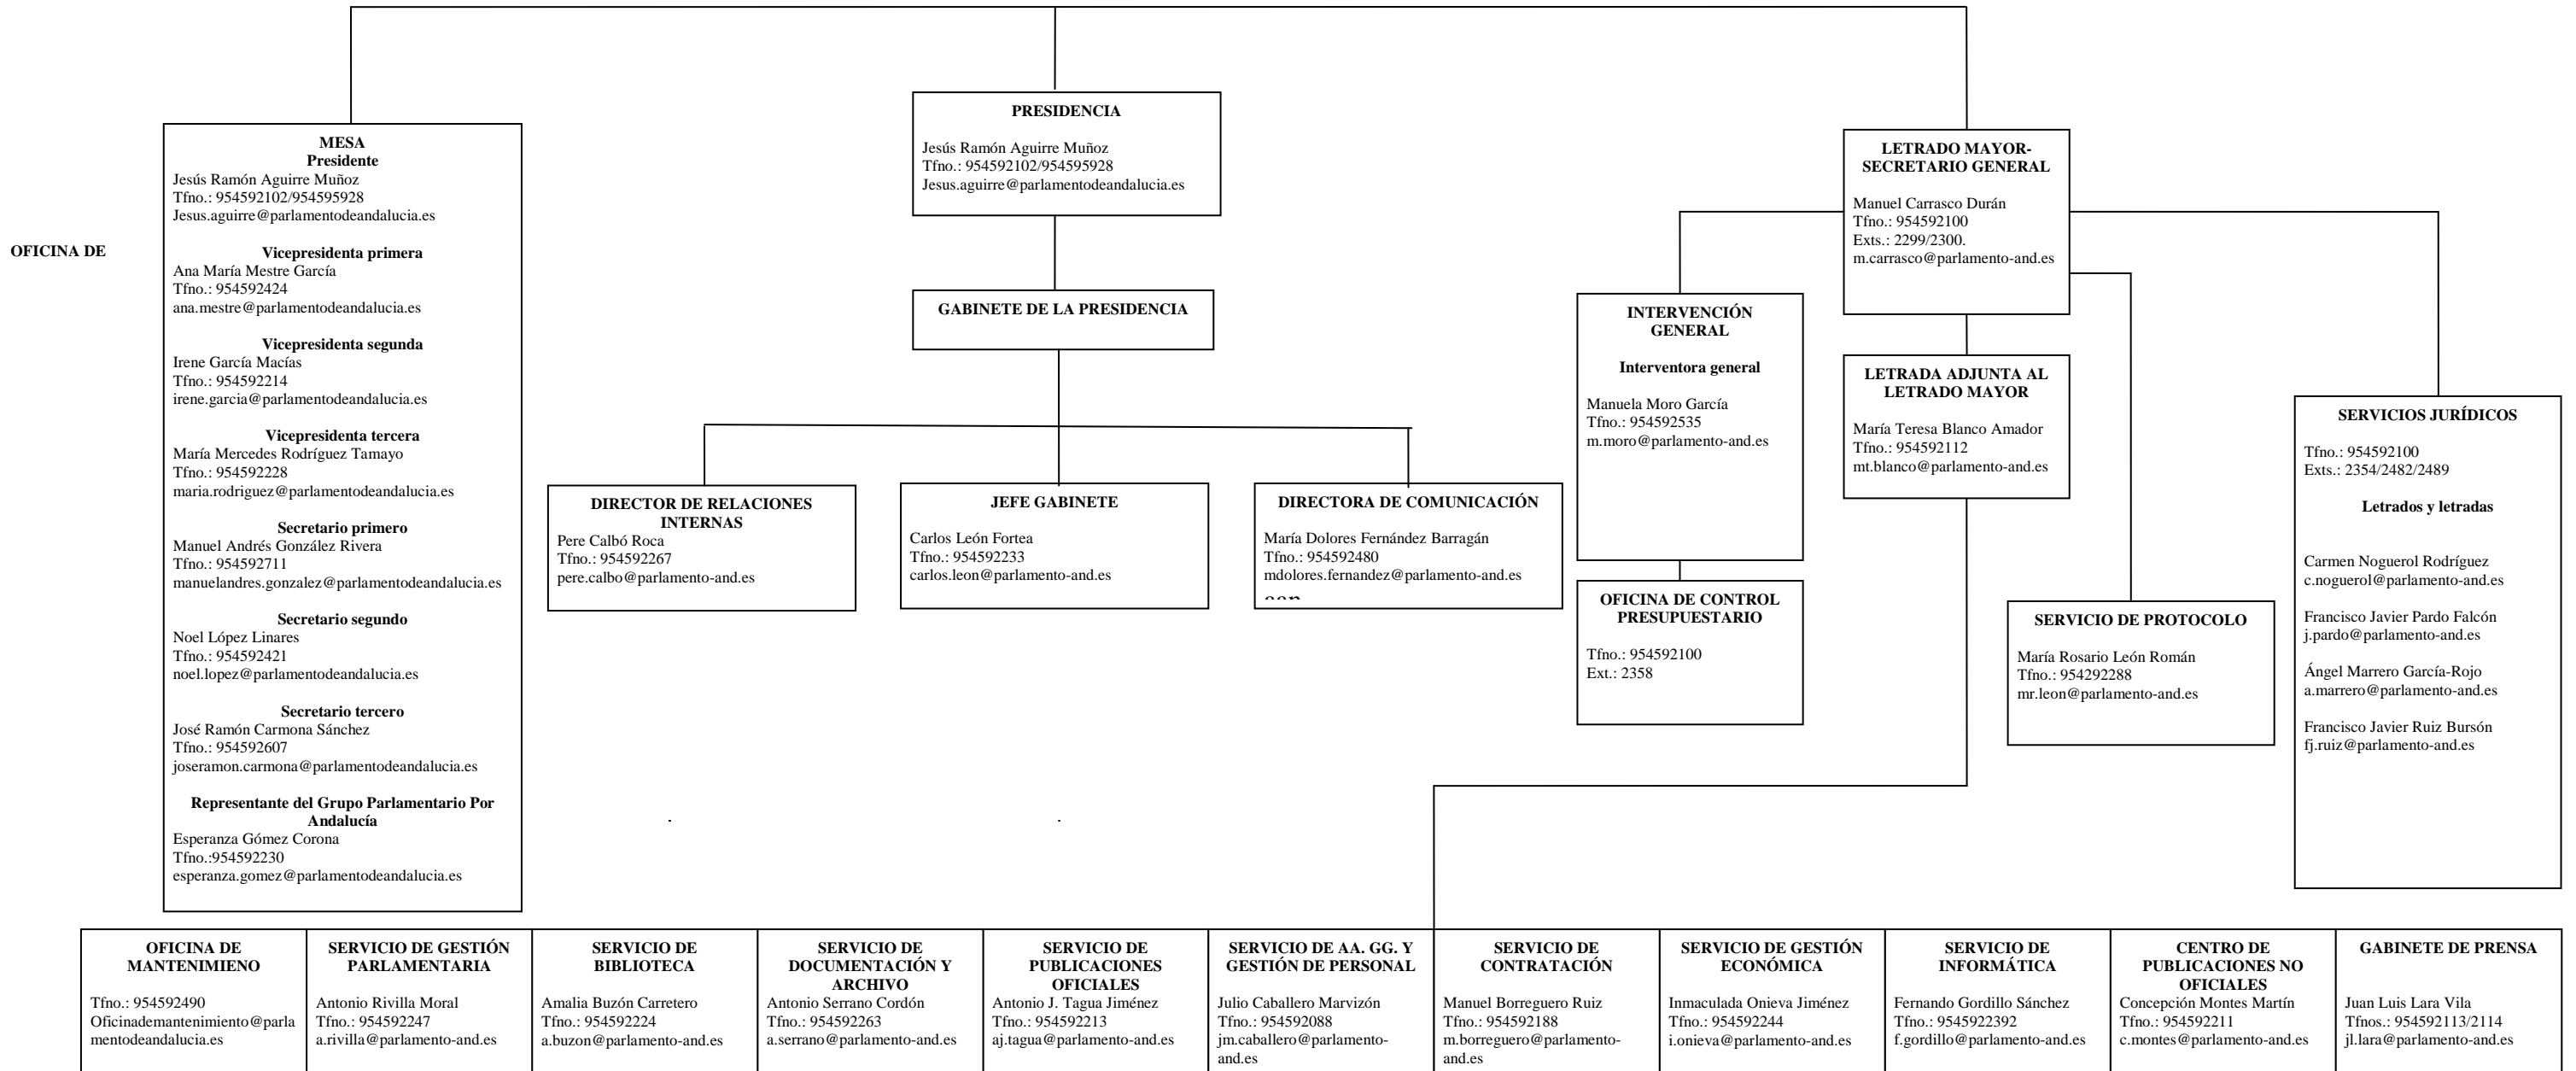 PRESIDENCIA
Jesús Ramón Aguirre Muñoz
Tfno.: 954592102/954595928
Jesus.aguirre@parlamentodeandalucia.es
MESA
Presidente
Jesús Ramón Aguirre Muñoz
Tfno.: 954592102/954595928
Jesus.aguirre@parlamentodeandalucia.es
Vicepresidenta primera
Ana María Mestre García
Tfno.: 954592424
ana.mestre@parlamentodeandalucia.es
Vicepresidenta segunda
Irene García Macías
Tfno.: 954592214
irene.garcia@parlamentodeandalucia.es
Vicepresidenta tercera
María Mercedes Rodríguez Tamayo
Tfno.: 954592228
maria.rodriguez@parlamentodeandalucia.es
Secretario primero
Manuel Andrés González Rivera
Tfno.: 954592711
manuelandres.gonzalez@parlamentodeandalucia.es
Secretario segundo
Noel López Linares
Tfno.: 954592421
noel.lopez@parlamentodeandalucia.es
Secretario tercero
José Ramón Carmona Sánchez
Tfno.: 954592607
joseramon.carmona@parlamentodeandalucia.es
Representante del Grupo Parlamentario Por
Andalucía
Esperanza Gómez Corona
Tfno.:954592230
esperanza.gomez@parlamentodeandalucia.es
OFICINA DE
LETRADO MAYOR-
SECRETARIO GENERAL
Manuel Carrasco Durán
Tfno.: 954592100
Exts.: 2299/2300.
m.carrasco@parlamento-and.es
GABINETE DE LA PRESIDENCIA
INTERVENCIÓN
GENERAL
Interventora general
Manuela Moro García
Tfno.: 954592535
m.moro@parlamento-and.es
LETRADA ADJUNTA AL
LETRADO MAYOR
María Teresa Blanco Amador
Tfno.: 954592112
mt.blanco@parlamento-and.es
SERVICIOS JURÍDICOS
Tfno.: 954592100
Exts.: 2354/2482/2489
Letrados y letradas
Carmen Noguerol Rodríguez
c.noguerol@parlamento-and.es
Francisco Javier Pardo Falcón
j.pardo@parlamento-and.es
Ángel Marrero García-Rojo
a.marrero@parlamento-and.es
Francisco Javier Ruiz Bursón
fj.ruiz@parlamento-and.es
DIRECTOR DE RELACIONES
INTERNAS
Pere Calbó Roca
Tfno.: 954592267
pere.calbo@parlamento-and.es
JEFE GABINETE
Carlos León Fortea
Tfno.: 954592233
carlos.leon@parlamento-and.es
DIRECTORA DE COMUNICACIÓN
María Dolores Fernández Barragán
Tfno.: 954592480
mdolores.fernandez@parlamento-and.es
OFICINA DE CONTROL
PRESUPUESTARIO
Tfno.: 954592100
Ext.: 2358
SERVICIO DE PROTOCOLO
María Rosario León Román
Tfno.: 954292288
mr.leon@parlamento-and.es
OFICINA DE
MANTENIMIENO
Tfno.: 954592490
Oficinademantenimiento@parla
mentodeandalucia.es
SERVICIO DE GESTIÓN
PARLAMENTARIA
Antonio Rivilla Moral
Tfno.: 954592247
a.rivilla@parlamento-and.es
SERVICIO DE
BIBLIOTECA
Amalia Buzón Carretero
Tfno.: 954592224
a.buzon@parlamento-and.es
SERVICIO DE
DOCUMENTACIÓN Y
ARCHIVO
Antonio Serrano Cordón
Tfno.: 954592263
a.serrano@parlamento-and.es
SERVICIO DE
PUBLICACIONES
OFICIALES
Antonio J. Tagua Jiménez
Tfno.: 954592213
aj.tagua@parlamento-and.es
SERVICIO DE AA. GG. Y
GESTIÓN DE PERSONAL
Julio Caballero Marvizón
Tfno.: 954592088
jm.caballero@parlamento-
and.es
SERVICIO DE
CONTRATACIÓN
Manuel Borreguero Ruiz
Tfno.: 954592188
m.borreguero@parlamento-
and.es
SERVICIO DE GESTIÓN
ECONÓMICA
Inmaculada Onieva Jiménez
Tfno.: 954592244
i.onieva@parlamento-and.es
SERVICIO DE
INFORMÁTICA
Fernando Gordillo Sánchez
Tfno.: 9545922392
f.gordillo@parlamento-and.es
CENTRO DE
PUBLICACIONES NO
OFICIALES
Concepción Montes Martín
Tfno.: 954592211
c.montes@parlamento-and.es
GABINETE DE PRENSA
Juan Luis Lara Vila
Tfnos.: 954592113/2114
jl.lara@parlamento-and.es